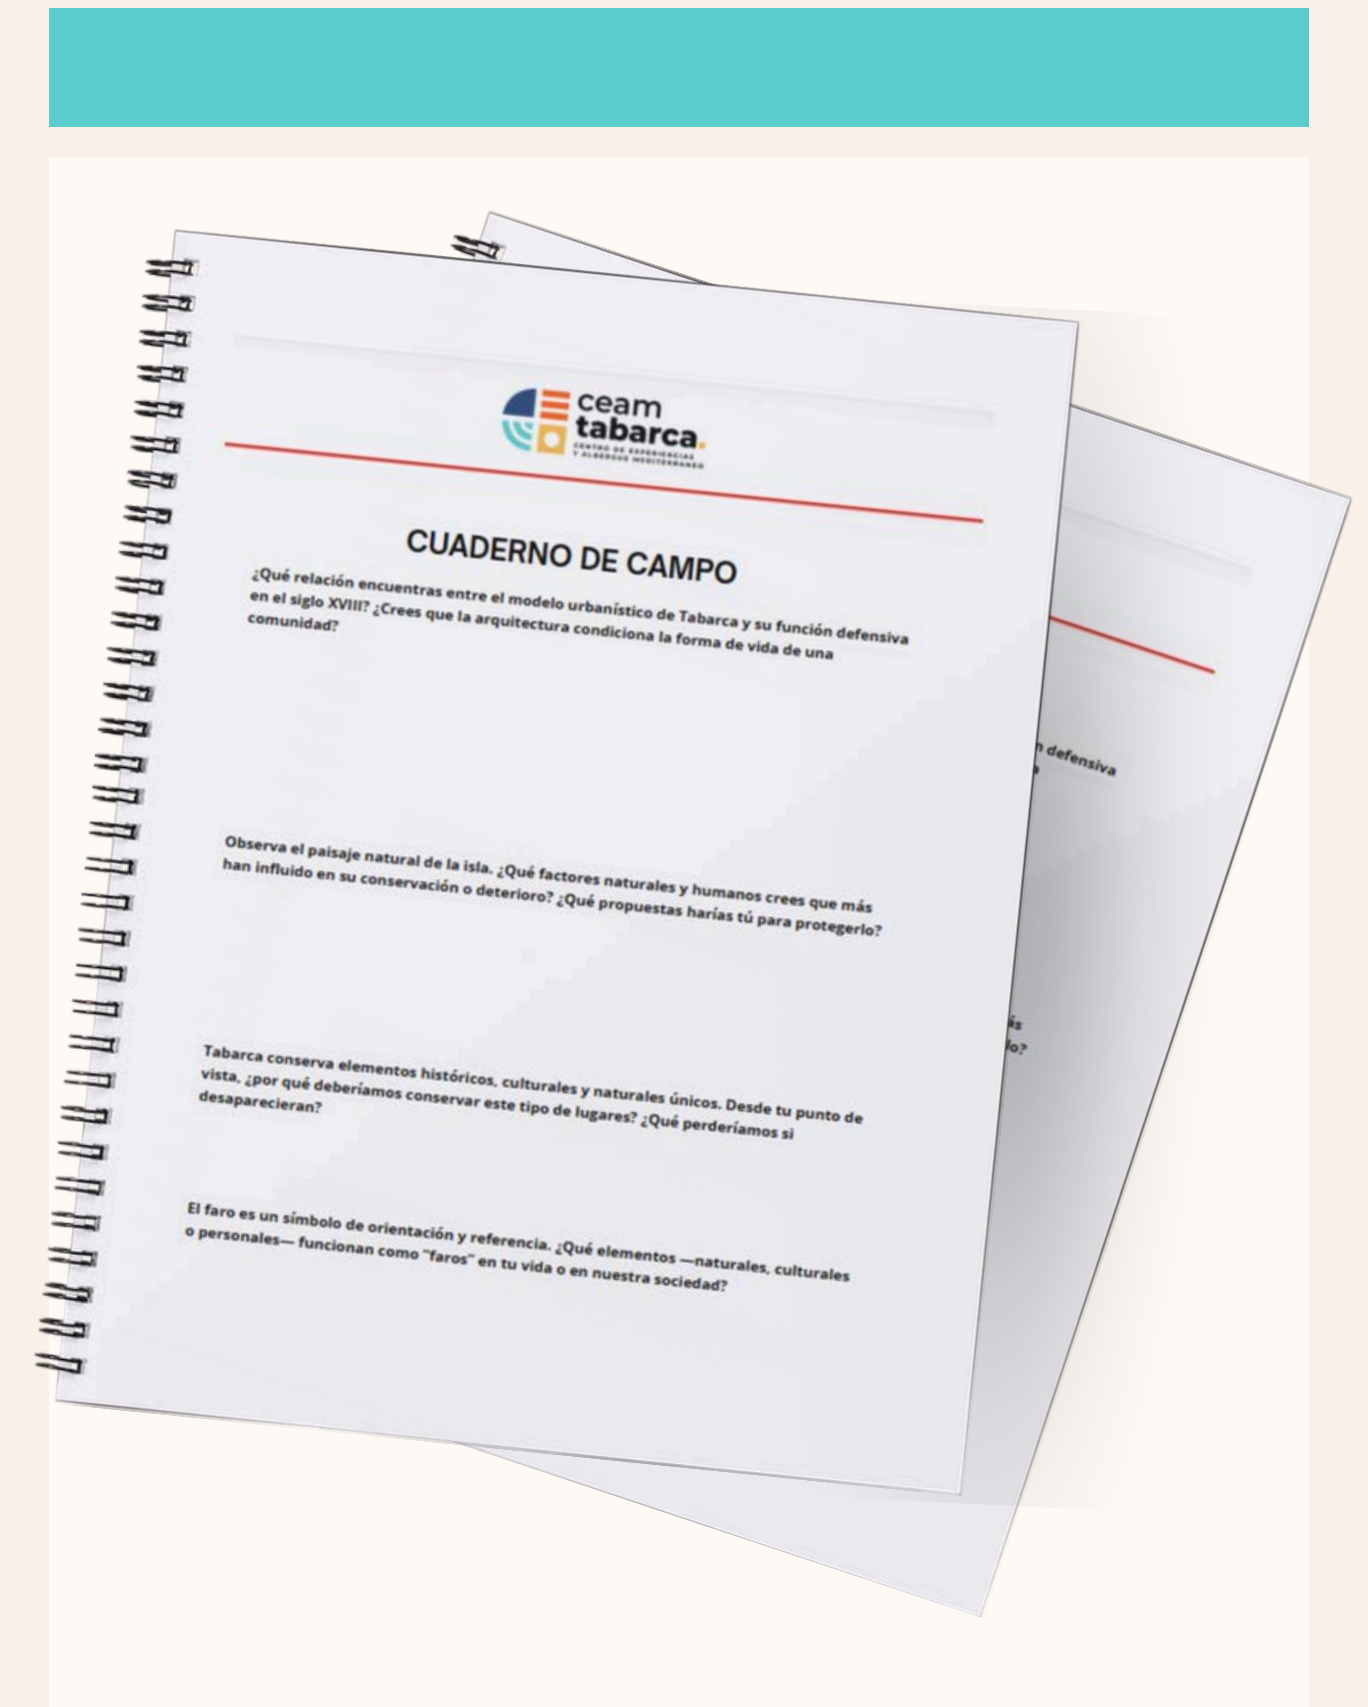 ceam
tabarca.
CENTRO DE EXPERIENCIAS
Y ALBERGUE MEDITERRÁNEO
CUADERNO DE CAMPO
¿Qué relación encuentras entre el modelo urbanístico de Tabarca y su función defensiva
en el siglo XVIII? ¿Crees que la arquitectura condiciona la forma de vida de una
comunidad?
Observa el paisaje natural de la isla. ¿Qué factores naturales y humanos crees que más
han influido en su conservación o deterioro? ¿Qué propuestas harías tú para protegerlo?
Tabarca conserva elementos históricos, culturales y naturales únicos. Desde tu punto de
vista, ¿por qué deberíamos conservar este tipo de lugares? ¿Qué perderíamos si
desaparecieran?
El faro es un símbolo de orientación y referencia. ¿Qué elementos —naturales, culturales
o personales— funcionan como "faros" en tu vida o en nuestra sociedad?
n defensiva
a
ás
lo?